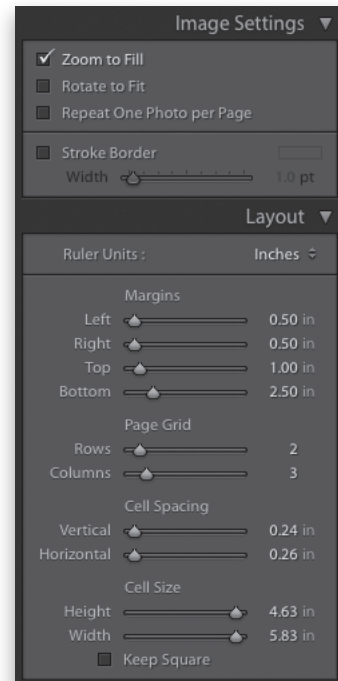 Image Settings
Zoom to Fill
Rotate to Fit
Repeat One Photo per Page
Stroke Border
Width 1.0 pt
Layout
Ruler Units : Inches
Margins
Left 0.50 in
Right 0.50 in
Top 1.00 in
Bottom 2.50 in
Page Grid
Rows 2
Columns 3
Cell Spacing
Vertical 0.24 in
Horizontal 0.26 in
Cell Size
Height 4.63 in
Width 5.83 in
Keep Square